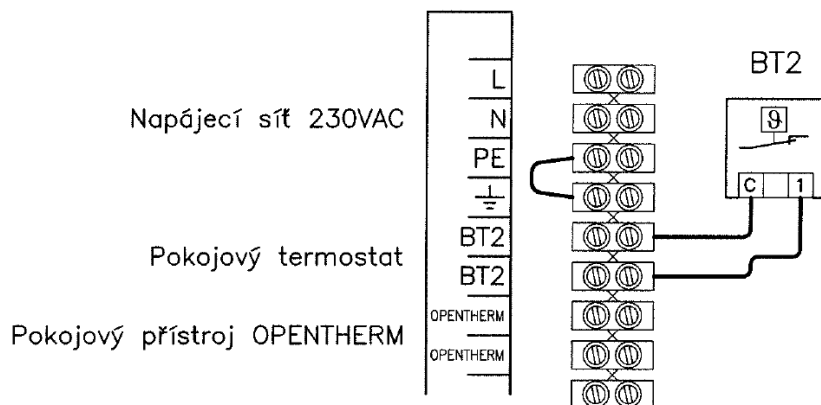 L
BT2
Napájecí síť 230VAC
N
PE
C 1
BT2
Pokojový termostat
BT2
OPENTHERM
Pokojový přístroj OPENTHERM
OPENTHERM